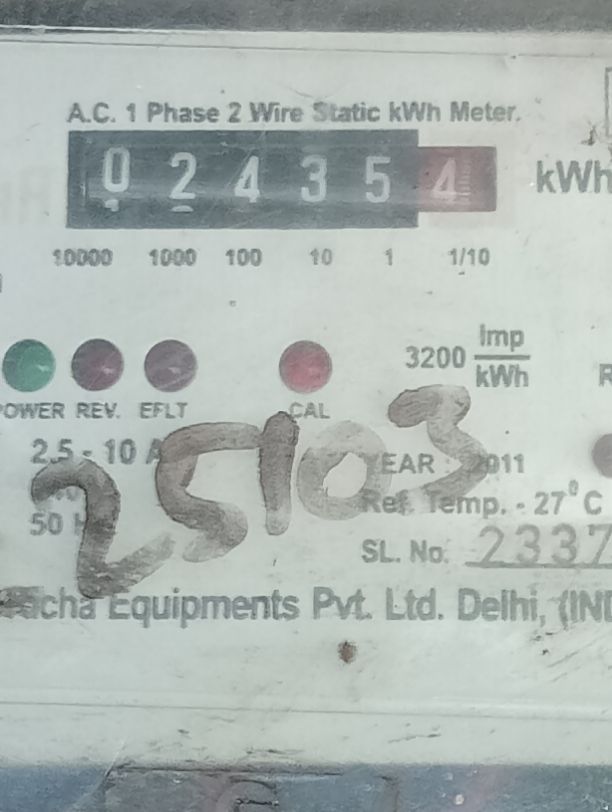 A.C. 1 Phase 2 Wire Static kWh Meter.
0 2 4 3 5 4 kWh
10000 1000 100 10 1 1/10
3200 Imp/kWh
POWER REV. EFLT CAL
2.5 - 10 A
25103
YEAR : 2011
50 H
Ref. Temp. - 27°C
SL. No. 2337
Equipments Pvt. Ltd. Delhi, (IND